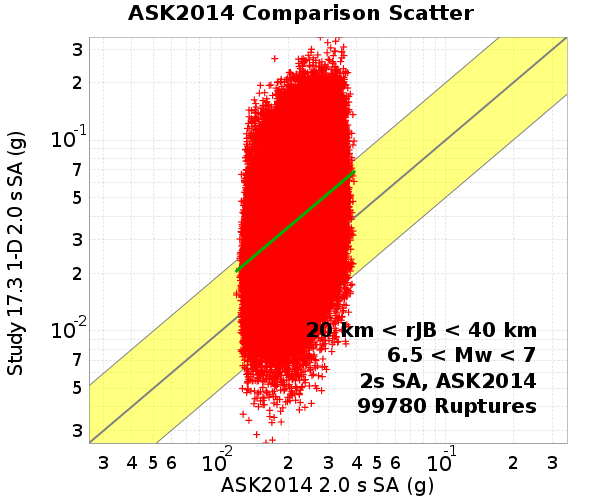 ASK2014 Comparison Scatter
Study 17.3 1-D 2.0 s SA (g)
3
2
10^-1
7
5
3
2
10^-2
7
5
3
20 km < rJB < 40 km
6.5 < Mw < 7
2s SA, ASK2014
99780 Ruptures
3 4 5 6 10^-2 2 3 4 5 6 10^-1 2 3
ASK2014 2.0 s SA (g)